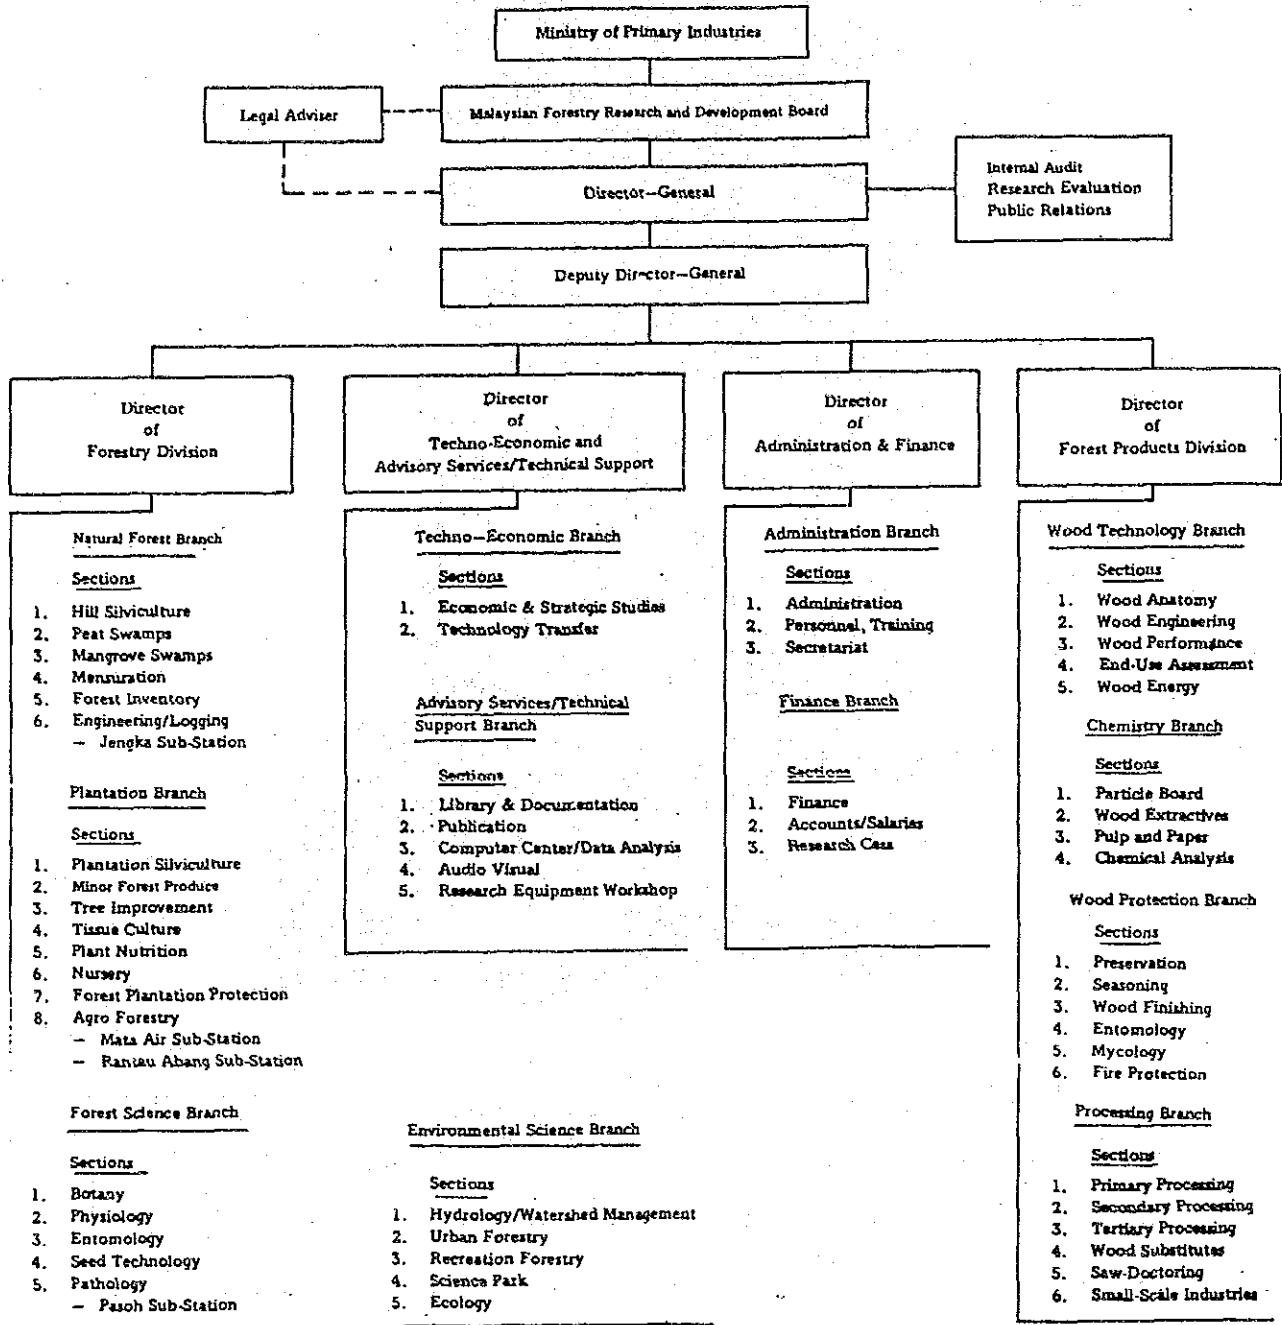 Ministry of Primary Industries
Legal Adviser
Malaysian Forestry Research and Development Board
Internal Audit
Research Evaluation
Public Relations
Director—General
Deputy Director—General
Director
of
Forestry Division
Director
of
Techno-Economic and
Advisory Services/Technical Support
Director
of
Administration & Finance
Director
of
Forest Products Division
Natural Forest Branch
Sections
1. Hill Silviculture
2. Peat Swamps
3. Mangrove Swamps
4. Mensuration
5. Forest Inventory
6. Engineering/Logging
— Jengka Sub-Station
Plantation Branch
Sections
1. Plantation Silviculture
2. Minor Forest Produce
3. Tree Improvement
4. Tissue Culture
5. Plant Nutrition
6. Nursery
7. Forest Plantation Protection
8. Agro Forestry
— Mata Air Sub-Station
— Rantau Abang Sub-Station
Forest Science Branch
Sections
1. Botany
2. Physiology
3. Entomology
4. Seed Technology
5. Pathology
— Pasoh Sub-Station
Techno—Economic Branch
Sections
1. Economic & Strategic Studies
2. Technology Transfer
Advisory Services/Technical
Support Branch
Sections
1. Library & Documentation
2. Publication
3. Computer Center/Data Analysis
4. Audio Visual
5. Research Equipment Workshop
Environmental Science Branch
Sections
1. Hydrology/Watershed Management
2. Urban Forestry
3. Recreation Forestry
4. Science Park
5. Ecology
Administration Branch
Sections
1. Administration
2. Personnel, Training
3. Secretariat
Finance Branch
Sections
1. Finance
2. Accounts/Salaries
3. Research Cess
Wood Technology Branch
Sections
1. Wood Anatomy
2. Wood Engineering
3. Wood Performance
4. End-Use Assessment
5. Wood Energy
Chemistry Branch
Sections
1. Particle Board
2. Wood Extractives
3. Pulp and Paper
4. Chemical Analysis
Wood Protection Branch
Sections
1. Preservation
2. Seasoning
3. Wood Finishing
4. Entomology
5. Mycology
6. Fire Protection
Processing Branch
Sections
1. Primary Processing
2. Secondary Processing
3. Tertiary Processing
4. Wood Substitutes
5. Saw-Doctoring
6. Small-Scale Industries